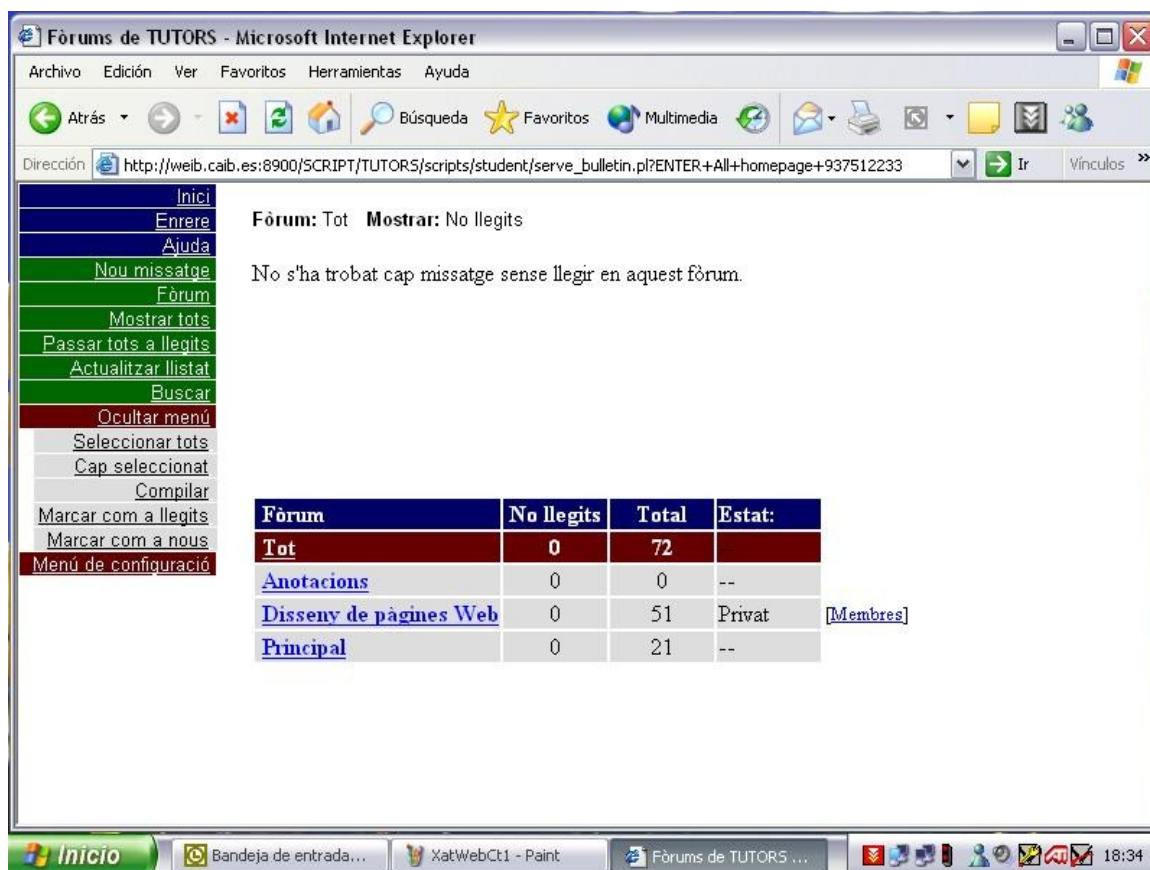 Fòrums de TUTORS - Microsoft Internet Explorer
Archivo Edición Ver Favoritos Herramientas Ayuda
Atrás Búsqueda Favoritos Multimedia
Dirección http://weib.caib.es:8900/SCRIPT/TUTORS/scripts/student/serve_bulletin.pl?ENTER+All+homepage+937512233 Ir Vínculos »
Inici
Enrere
Ajuda
Nou missatge
Fòrum
Mostrar tots
Passar tots a llegits
Actualitzar llistat
Buscar
Ocultar menú
Seleccionar tots
Cap seleccionat
Compilar
Marcar com a llegits
Marcar com a nous
Menú de configuració
Fòrum: Tot Mostrar: No llegits
No s'ha trobat cap missatge sense llegir en aquest fòrum.
Fòrum No llegits Total Estat:
Tot 0 72
Anotacions 0 0 --
Disseny de pàgines Web 0 51 Privat [Membres]
Principal 0 21 --
Inicio Bandeja de entrada... XatWebCt1 - Paint Fòrums de TUTORS ... 18:34